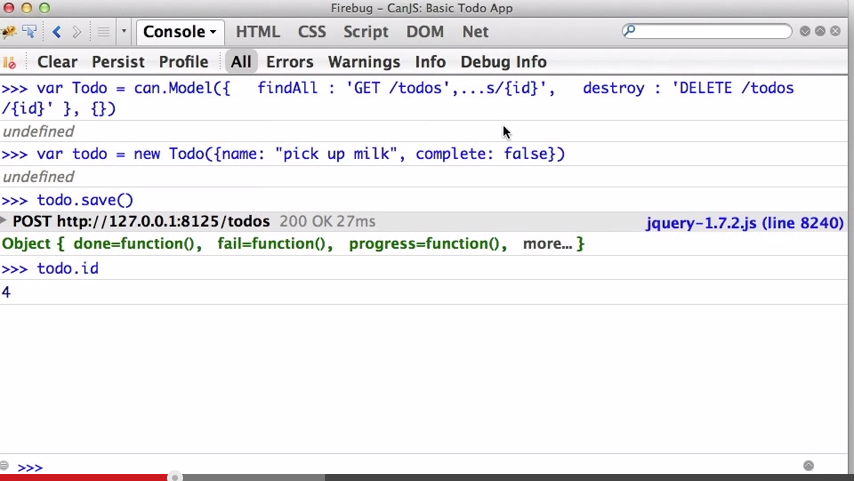 Firebug - CanJS: Basic Todo App
Console HTML CSS Script DOM Net
Clear Persist Profile All Errors Warnings Info Debug Info
>>> var Todo = can.Model({   findAll : 'GET /todos',...s/{id}',   destroy : 'DELETE /todos
/{id}' }, {})
undefined
>>> var todo = new Todo({name: "pick up milk", complete: false})
undefined
>>> todo.save()
POST http://127.0.0.1:8125/todos 200 OK 27ms jquery-1.7.2.js (line 8240)
Object { done=function(), fail=function(), progress=function(), more... }
>>> todo.id
4
>>>